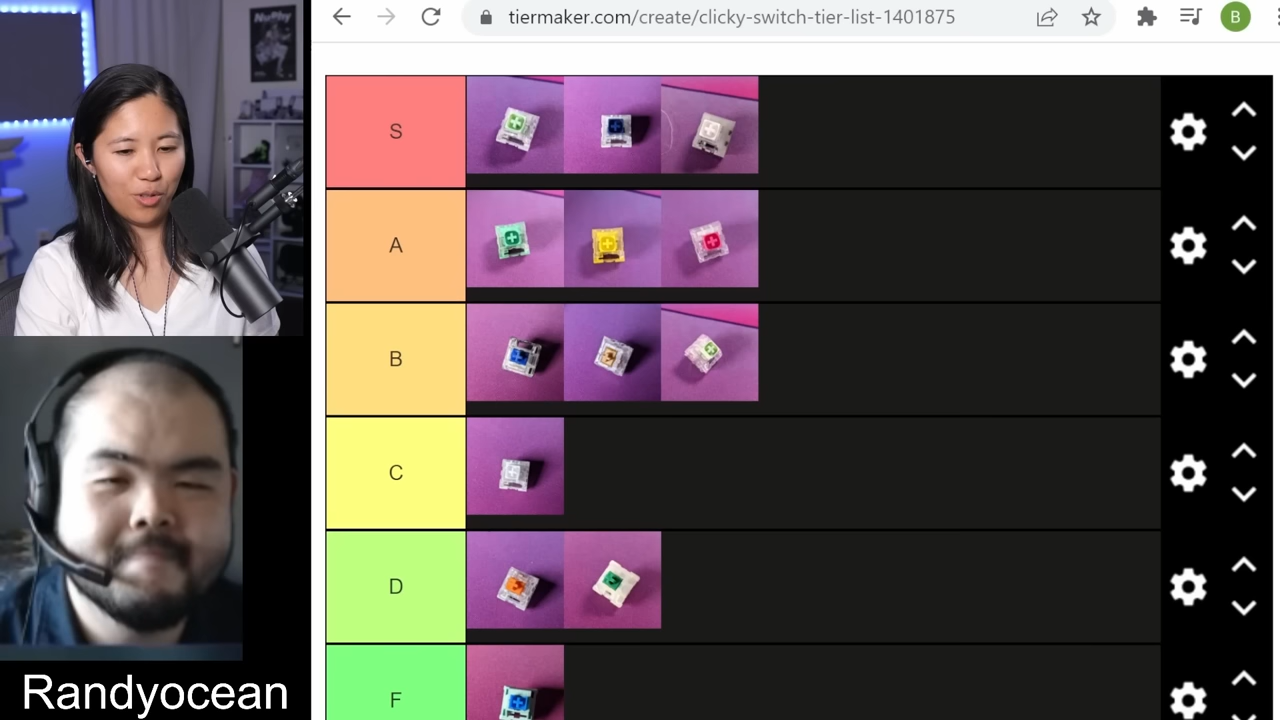 tiermaker.com/create/clicky-switch-tier-list-1401875
B
S
A
B
C
D
F
Randyocean